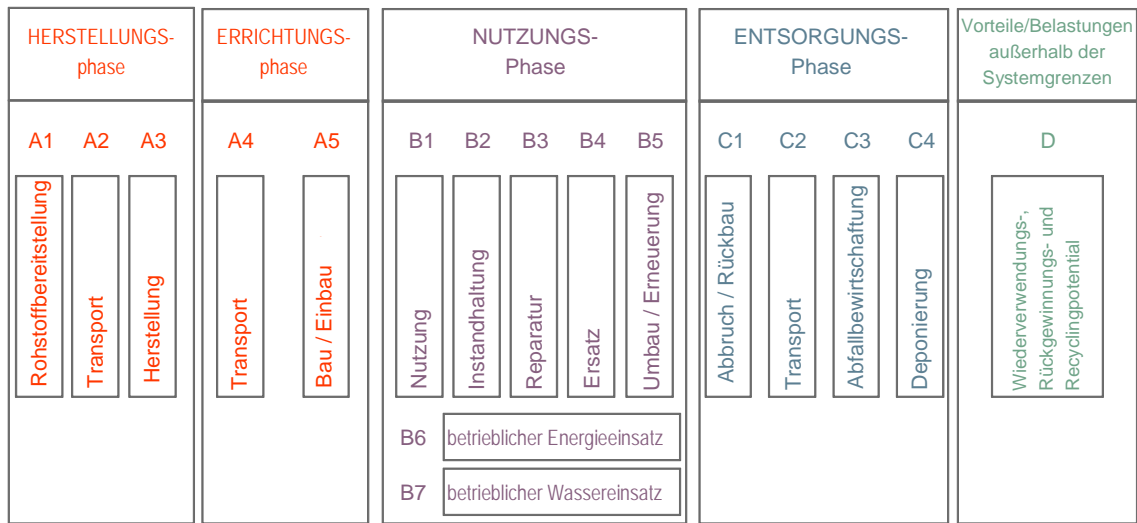 HERSTELLUNGS-
phase
ERRICHTUNGS-
phase
NUTZUNGS-
Phase
ENTSORGUNGS-
Phase
Vorteile/Belastungen
außerhalb der
Systemgrenzen
A1
A2
A3
A4
A5
B1
B2
B3
B4
B5
C1
C2
C3
C4
D
Rohstoffbereitstellung
Transport
Herstellung
Transport
Bau / Einbau
Nutzung
Instandhaltung
Reparatur
Ersatz
Umbau / Erneuerung
Abbruch / Rückbau
Transport
Abfallbewirtschaftung
Deponierung
Wiederverwendungs-,
Rückgewinnungs- und
Recyclingpotential
B6 betrieblicher Energieeinsatz
B7 betrieblicher Wassereinsatz